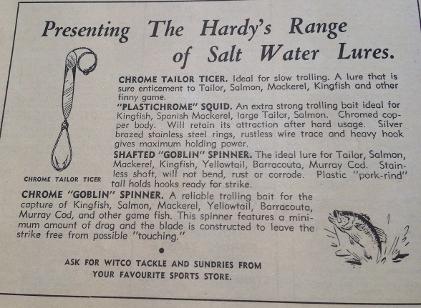 Presenting The Hardy's Range
of Salt Water Lures.
CHROME TAILOR TICER. Ideal for slow trolling. A lure that is
sure enticement to Tailor, Salmon, Mackerel, Kingfish and other
finny game.
"PLASTICHROME" SQUID. An extra strong trolling bait ideal for
Kingfish, Spanish Mackerel, large Tailor, Salmon. Chromed cop-
per body. Will retain its attraction after hard usage. Silver
brazed stainless steel rings, rustless wire trace and heavy hook
gives maximum holding power.
SHAFTED "GOBLIN" SPINNER. The ideal lure for Tailor, Salmon,
Mackerel, Kingfish, Yellowtail, Barracouta, Murray Cod. Stain-
less shaft, will not bend, rust or corrode. Plastic "pork-rind"
tail holds hooks ready for strike.
CHROME TAILOR TICER
CHROME "GOBLIN" SPINNER. A reliable trolling bait for the
capture of Kingfish, Salmon, Mackerel, Yellowtail, Barracouta,
Murray Cod, and other game fish. This spinner features a mini-
mum amount of drag and the blade is constructed to leave the
strike free from possible "touching."
ASK FOR WITCO TACKLE AND SUNDRIES FROM
YOUR FAVOURITE SPORTS STORE.